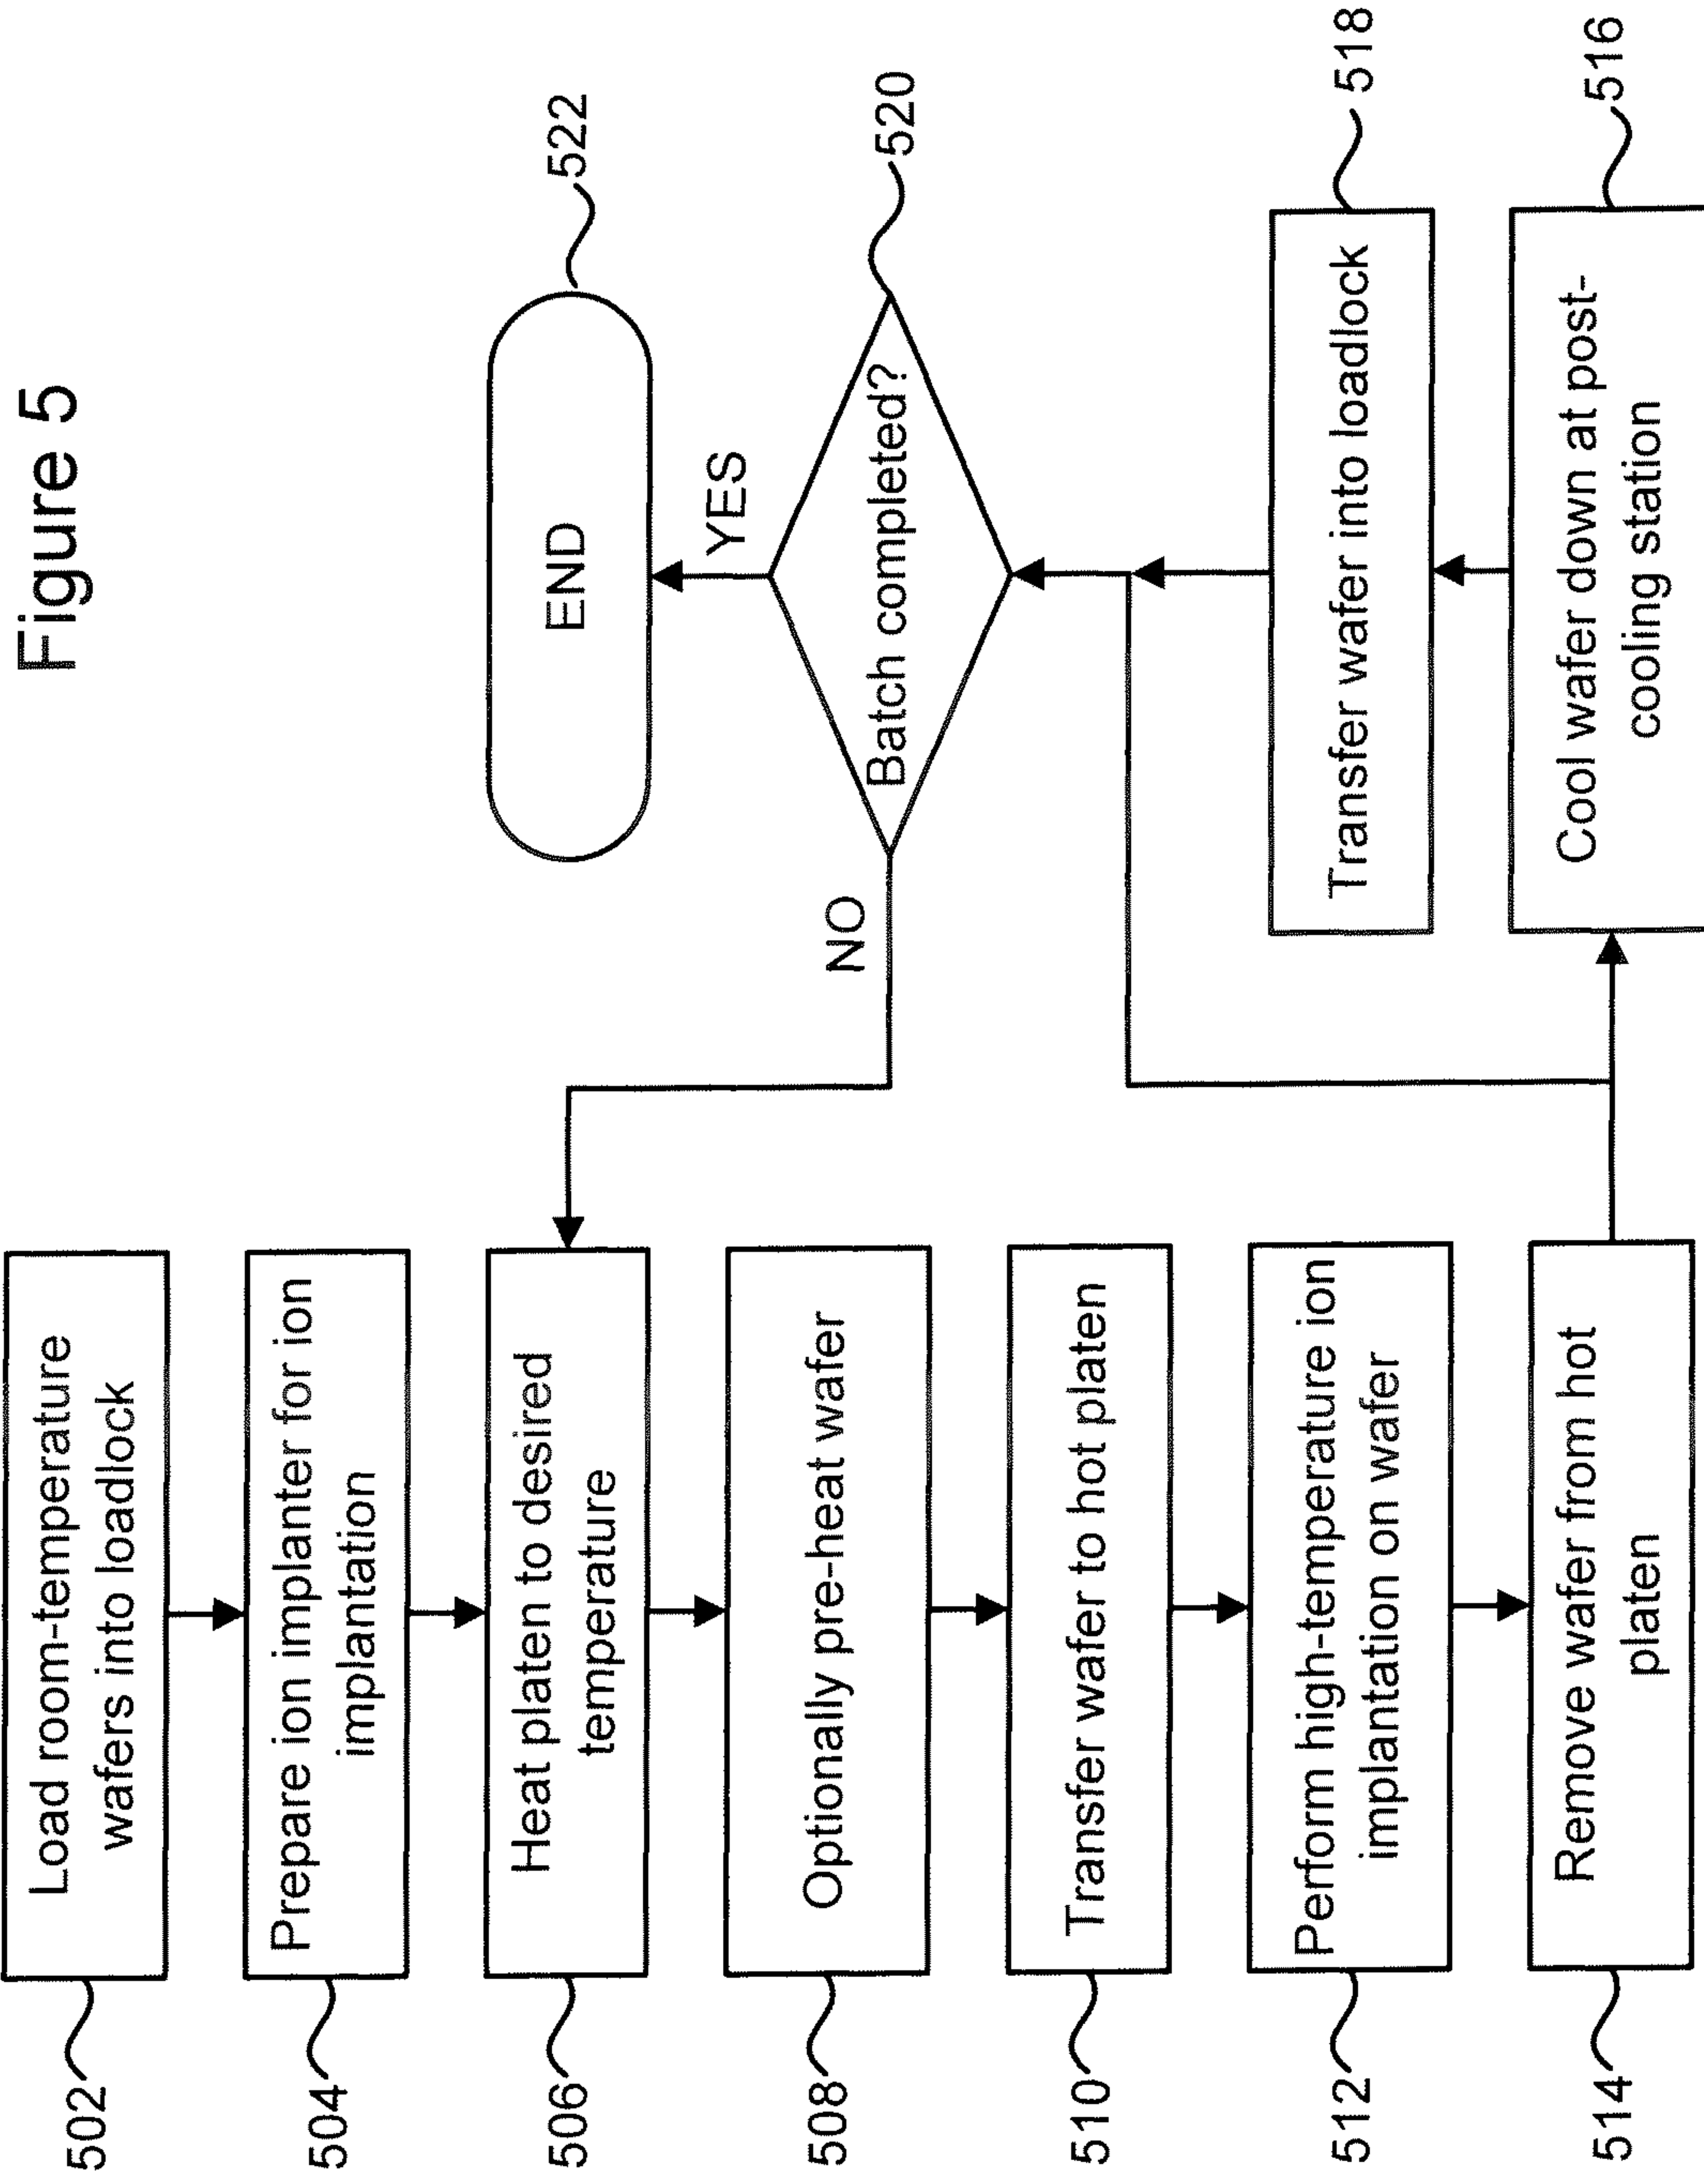 Figure 5
502
Load room-temperature
wafers into loadlock
504
Prepare ion implanter for ion
implantation
506
Heat platen to desired
temperature
508
Optionally pre-heat wafer
510
Transfer wafer to hot platen
512
Perform high-temperature ion
implantation on wafer
514
Remove wafer from hot
platen
END
522
YES
NO
Batch completed?
520
Transfer wafer into loadlock
518
Cool wafer down at post-
cooling station
516